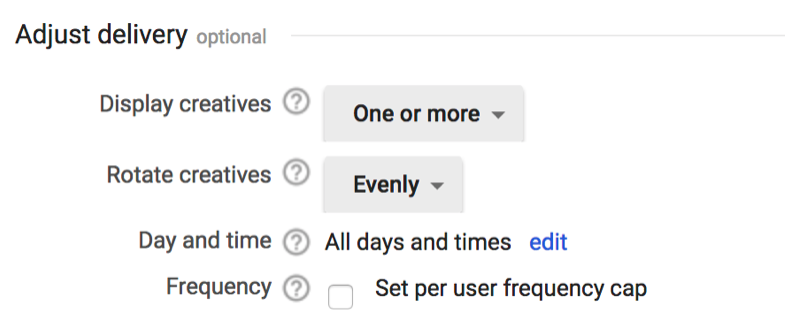 Adjust delivery optional
Display creatives ? One or more
Rotate creatives ? Evenly
Day and time ? All days and times edit
Frequency ? Set per user frequency cap